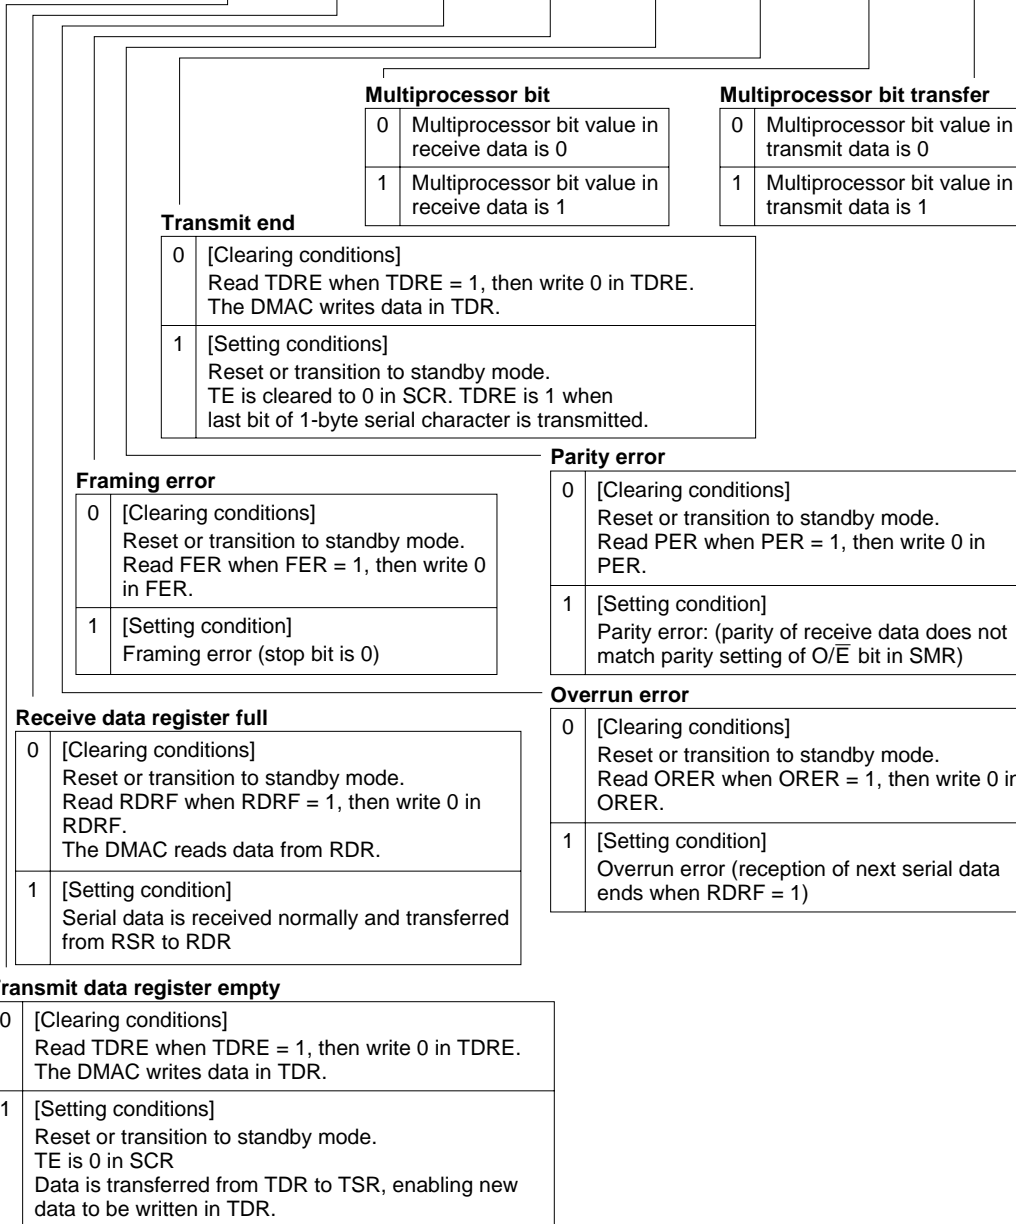 Multiprocessor bit
0 Multiprocessor bit value in
receive data is 0
1 Multiprocessor bit value in
receive data is 1
Multiprocessor bit transfer
0 Multiprocessor bit value in
transmit data is 0
1 Multiprocessor bit value in
transmit data is 1
Transmit end
0 [Clearing conditions]
Read TDRE when TDRE = 1, then write 0 in TDRE.
The DMAC writes data in TDR.
1 [Setting conditions]
Reset or transition to standby mode.
TE is cleared to 0 in SCR. TDRE is 1 when
last bit of 1-byte serial character is transmitted.
Framing error
0 [Clearing conditions]
Reset or transition to standby mode.
Read FER when FER = 1, then write 0
in FER.
1 [Setting condition]
Framing error (stop bit is 0)
Parity error
0 [Clearing conditions]
Reset or transition to standby mode.
Read PER when PER = 1, then write 0 in
PER.
1 [Setting condition]
Parity error: (parity of receive data does not
match parity setting of O/E̅ bit in SMR)
Receive data register full
0 [Clearing conditions]
Reset or transition to standby mode.
Read RDRF when RDRF = 1, then write 0 in
RDRF.
The DMAC reads data from RDR.
1 [Setting condition]
Serial data is received normally and transferred
from RSR to RDR
Overrun error
0 [Clearing conditions]
Reset or transition to standby mode.
Read ORER when ORER = 1, then write 0 in
ORER.
1 [Setting condition]
Overrun error (reception of next serial data
ends when RDRF = 1)
Transmit data register empty
0 [Clearing conditions]
Read TDRE when TDRE = 1, then write 0 in TDRE.
The DMAC writes data in TDR.
1 [Setting conditions]
Reset or transition to standby mode.
TE is 0 in SCR
Data is transferred from TDR to TSR, enabling new
data to be written in TDR.